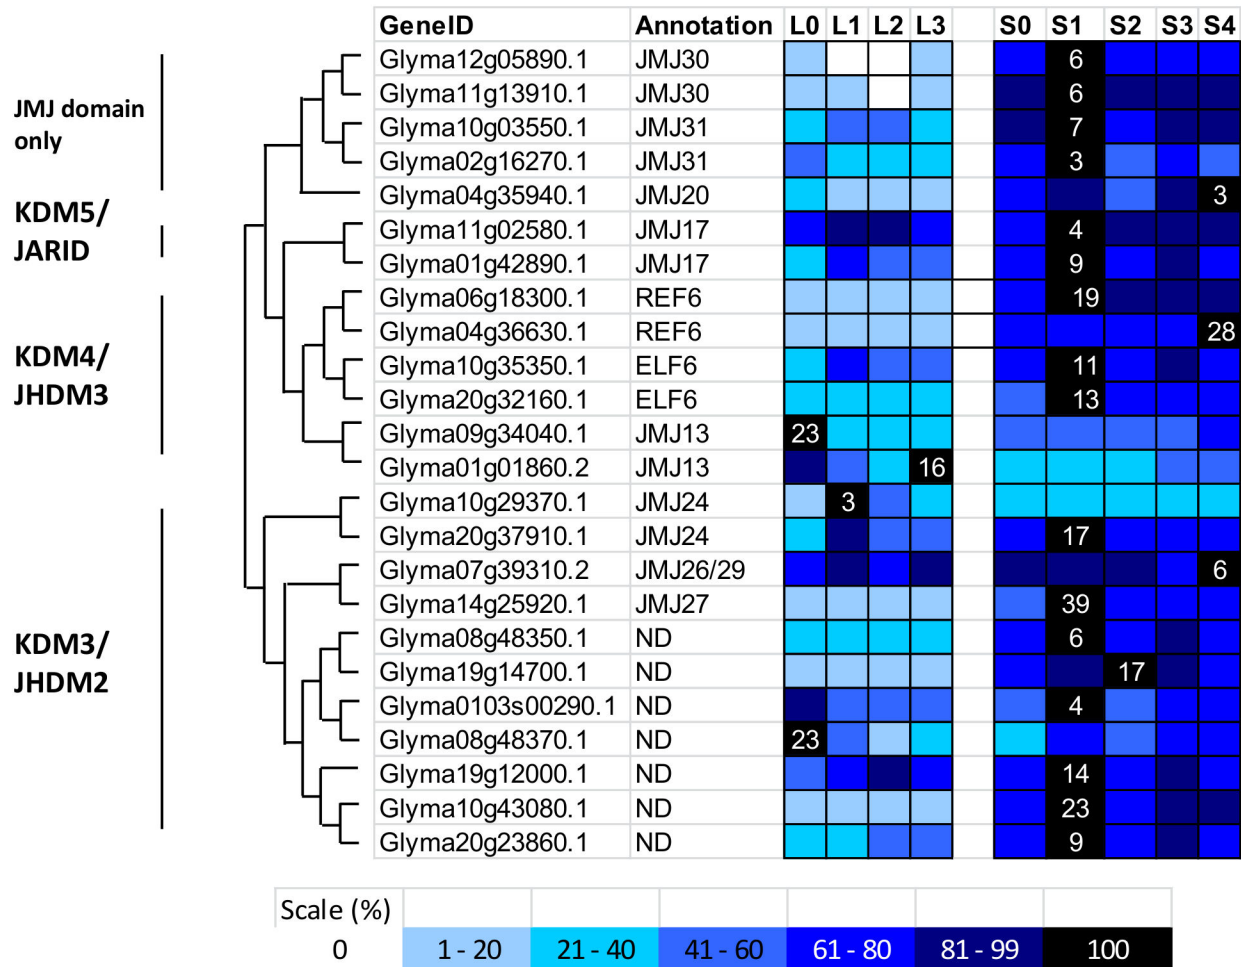 GeneID Annotation L0 L1 L2 L3 S0 S1 S2 S3 S4
Glyma12g05890.1 JMJ30 6
Glyma11g13910.1 JMJ30 6
JMJ domain
only
Glyma10g03550.1 JMJ31 7
Glyma02g16270.1 JMJ31 3
Glyma04g35940.1 JMJ20 3
KDM5/
JARID
Glyma11g02580.1 JMJ17 4
Glyma01g42890.1 JMJ17 9
Glyma06g18300.1 REF6 19
Glyma04g36630.1 REF6 28
KDM4/
JHDM3
Glyma10g35350.1 ELF6 11
Glyma20g32160.1 ELF6 13
Glyma09g34040.1 JMJ13 23
Glyma01g01860.2 JMJ13 16
Glyma10g29370.1 JMJ24 3
Glyma20g37910.1 JMJ24 17
Glyma07g39310.2 JMJ26/29 6
Glyma14g25920.1 JMJ27 39
KDM3/
JHDM2
Glyma08g48350.1 ND 6
Glyma19g14700.1 ND 17
Glyma0103s00290.1 ND 4
Glyma08g48370.1 ND 23
Glyma19g12000.1 ND 14
Glyma10g43080.1 ND 23
Glyma20g23860.1 ND 9
Scale (%)
0 1 - 20 21 - 40 41 - 60 61 - 80 81 - 99 100